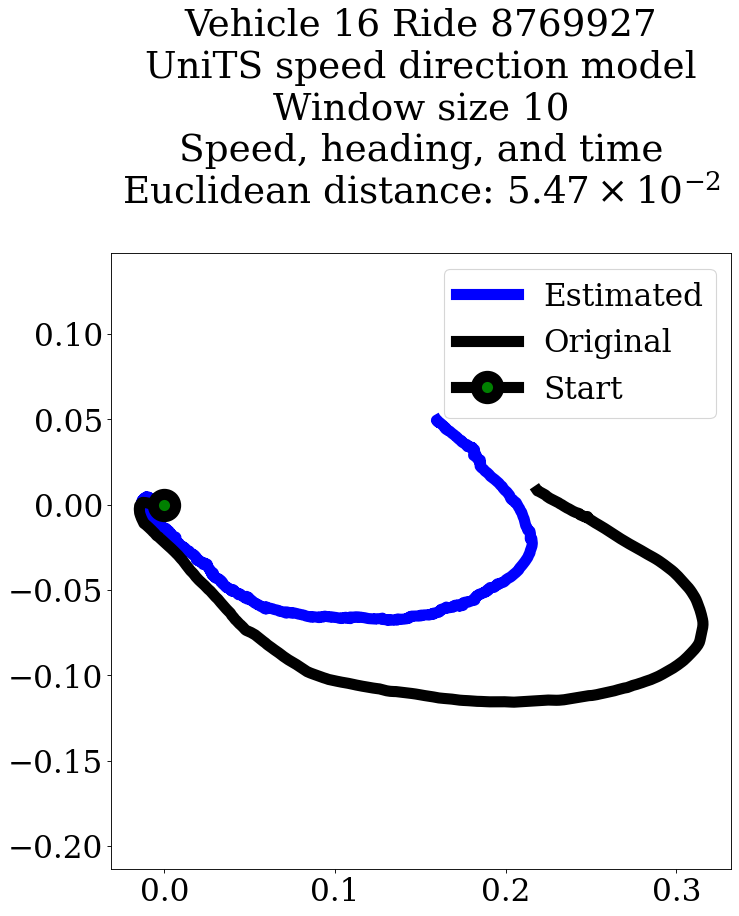 Vehicle 16 Ride 8769927
UniTS speed direction model
Window size 10
Speed, heading, and time
Euclidean distance: 5.47 × 10⁻²
Estimated
Original
Start
0.10
0.05
0.00
−0.05
−0.10
−0.15
−0.20
0.0 0.1 0.2 0.3